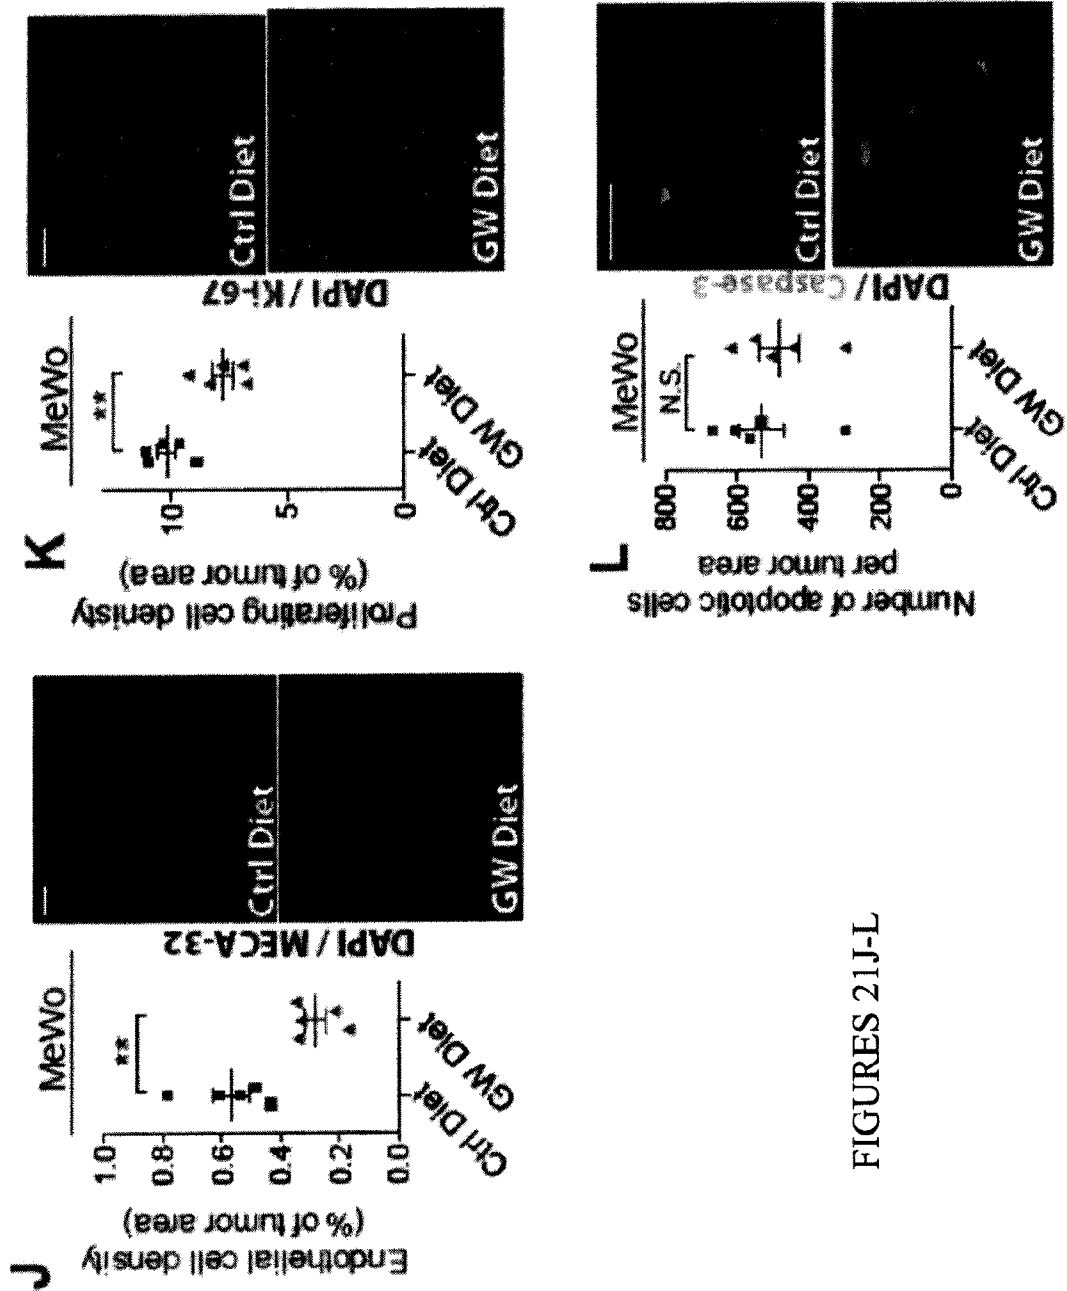 J
Endothelial cell density
(% of tumor area)
1.0
0.8
0.6
0.4
0.2
0.0
MeWo
**
Ctrl Diet
GW Diet
DAPI / MECA-32
Ctrl Diet
GW Diet
K
Proliferating cell denisty
(% of tumor area)
10
5
0
MeWo
**
Ctrl Diet
GW Diet
DAPI / Ki-67
Ctrl Diet
GW Diet
L
Number of apoptotic cells
per tumor area
800
600
400
200
0
MeWo
N.S.
Ctrl Diet
GW Diet
DAPI / Caspase-3
Ctrl Diet
GW Diet
FIGURES 21J-L